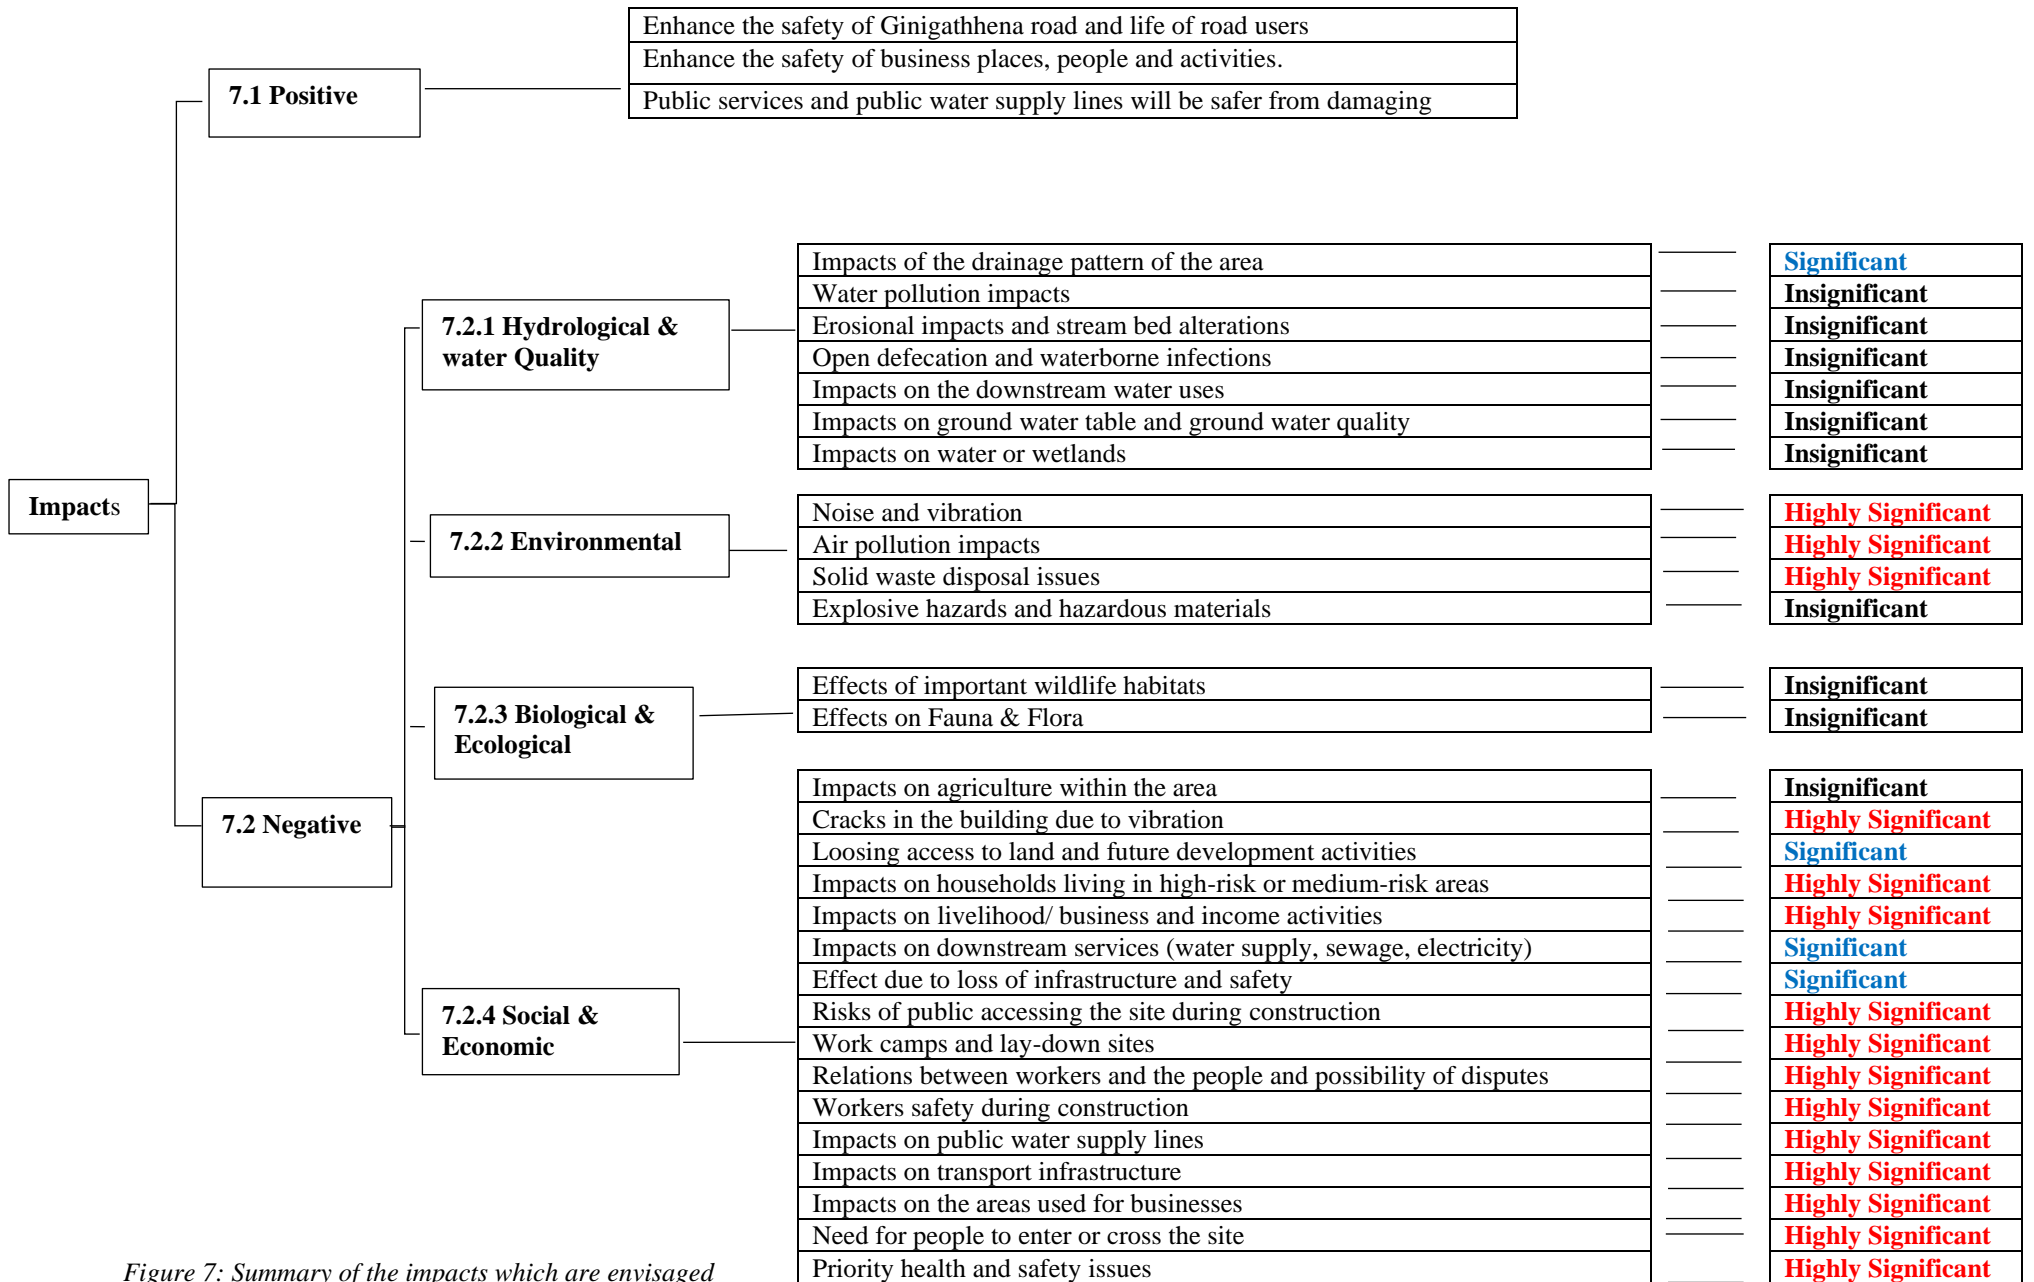 Enhance the safety of Ginigathhena road and life of road users
Enhance the safety of business places, people and activities.
Public services and public water supply lines will be safer from damaging
7.1 Positive
Impacts
7.2 Negative
7.2.1 Hydrological &
water Quality
Impacts of the drainage pattern of the area
Significant
Water pollution impacts
Insignificant
Erosional impacts and stream bed alterations
Insignificant
Open defecation and waterborne infections
Insignificant
Impacts on the downstream water uses
Insignificant
Impacts on ground water table and ground water quality
Insignificant
Impacts on water or wetlands
Insignificant
7.2.2 Environmental
Noise and vibration
Highly Significant
Air pollution impacts
Highly Significant
Solid waste disposal issues
Highly Significant
Explosive hazards and hazardous materials
Insignificant
7.2.3 Biological &
Ecological
Effects of important wildlife habitats
Insignificant
Effects on Fauna & Flora
Insignificant
7.2.4 Social &
Economic
Impacts on agriculture within the area
Insignificant
Cracks in the building due to vibration
Highly Significant
Loosing access to land and future development activities
Significant
Impacts on households living in high-risk or medium-risk areas
Highly Significant
Impacts on livelihood/ business and income activities
Highly Significant
Impacts on downstream services (water supply, sewage, electricity)
Significant
Effect due to loss of infrastructure and safety
Significant
Risks of public accessing the site during construction
Highly Significant
Work camps and lay-down sites
Highly Significant
Relations between workers and the people and possibility of disputes
Highly Significant
Workers safety during construction
Highly Significant
Impacts on public water supply lines
Highly Significant
Impacts on transport infrastructure
Highly Significant
Impacts on the areas used for businesses
Highly Significant
Need for people to enter or cross the site
Highly Significant
Priority health and safety issues
Highly Significant
Figure 7: Summary of the impacts which are envisaged